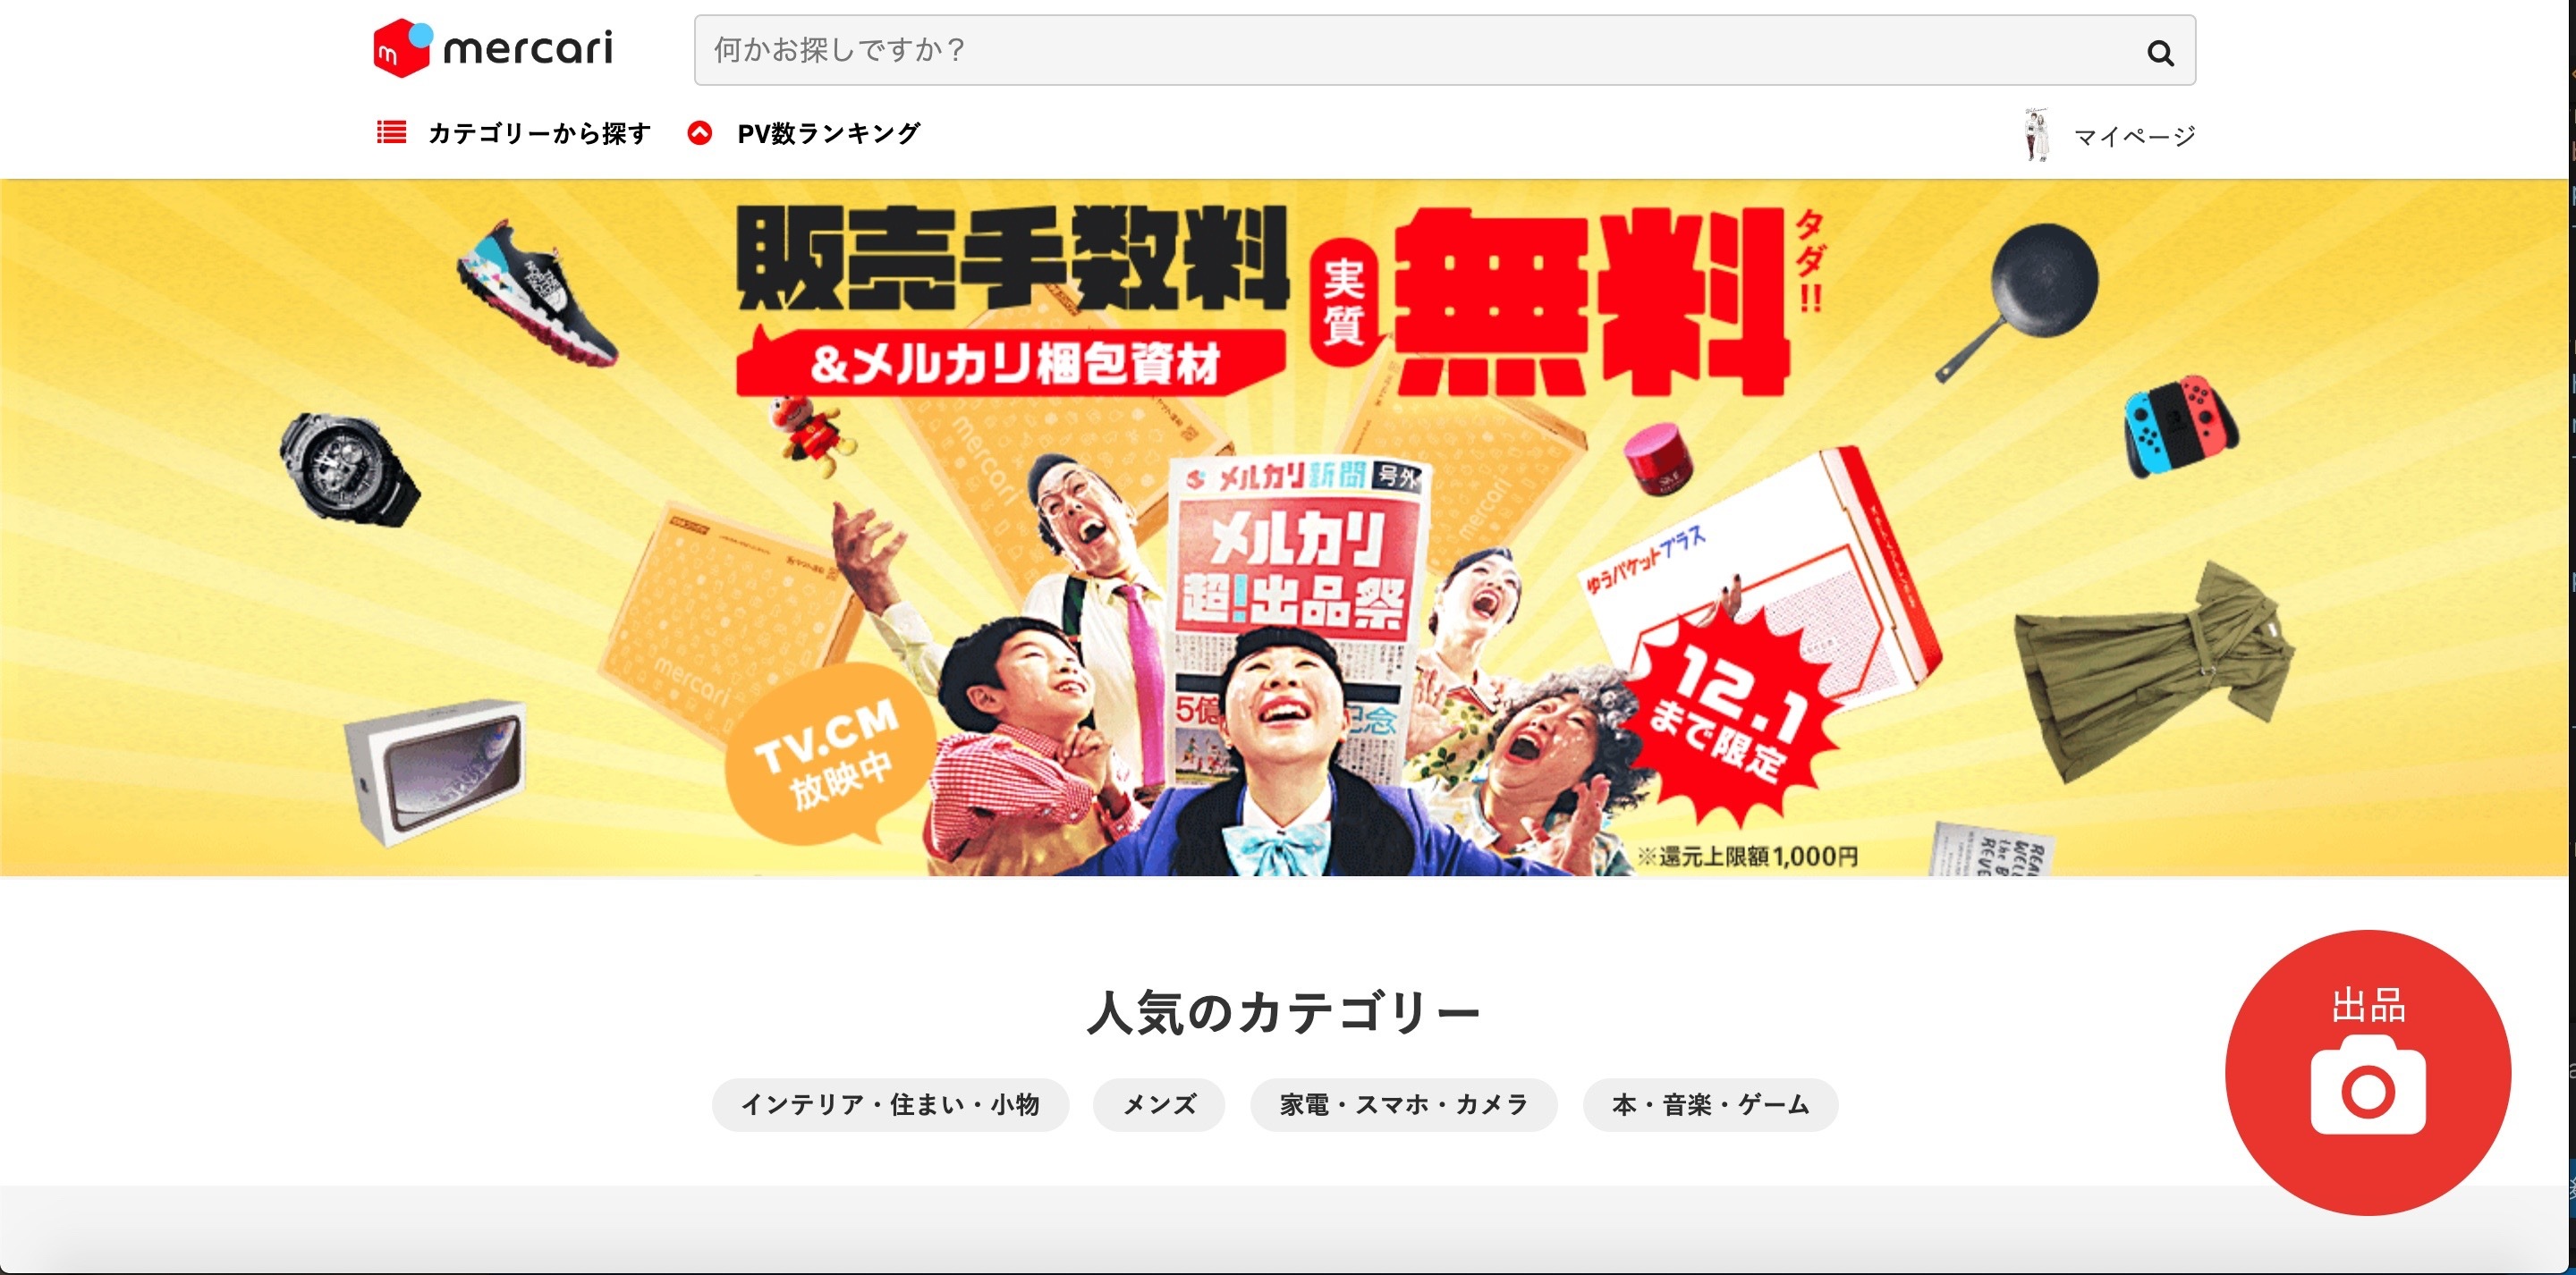 m mercari
何かお探しですか？
カテゴリーから探す PV数ランキング
マイページ
販売手数料
実質
無料
タダ!!
&メルカリ梱包資材
mercari
mercari
メルカリ新聞 号外
メルカリ
超!出品祭
5億
記念
ゆうパケットプラス
mercari
TV.CM
放映中
12.1
まで限定
※還元上限額1,000円
人気のカテゴリー
出品
インテリア・住まい・小物 メンズ 家電・スマホ・カメラ 本・音楽・ゲーム